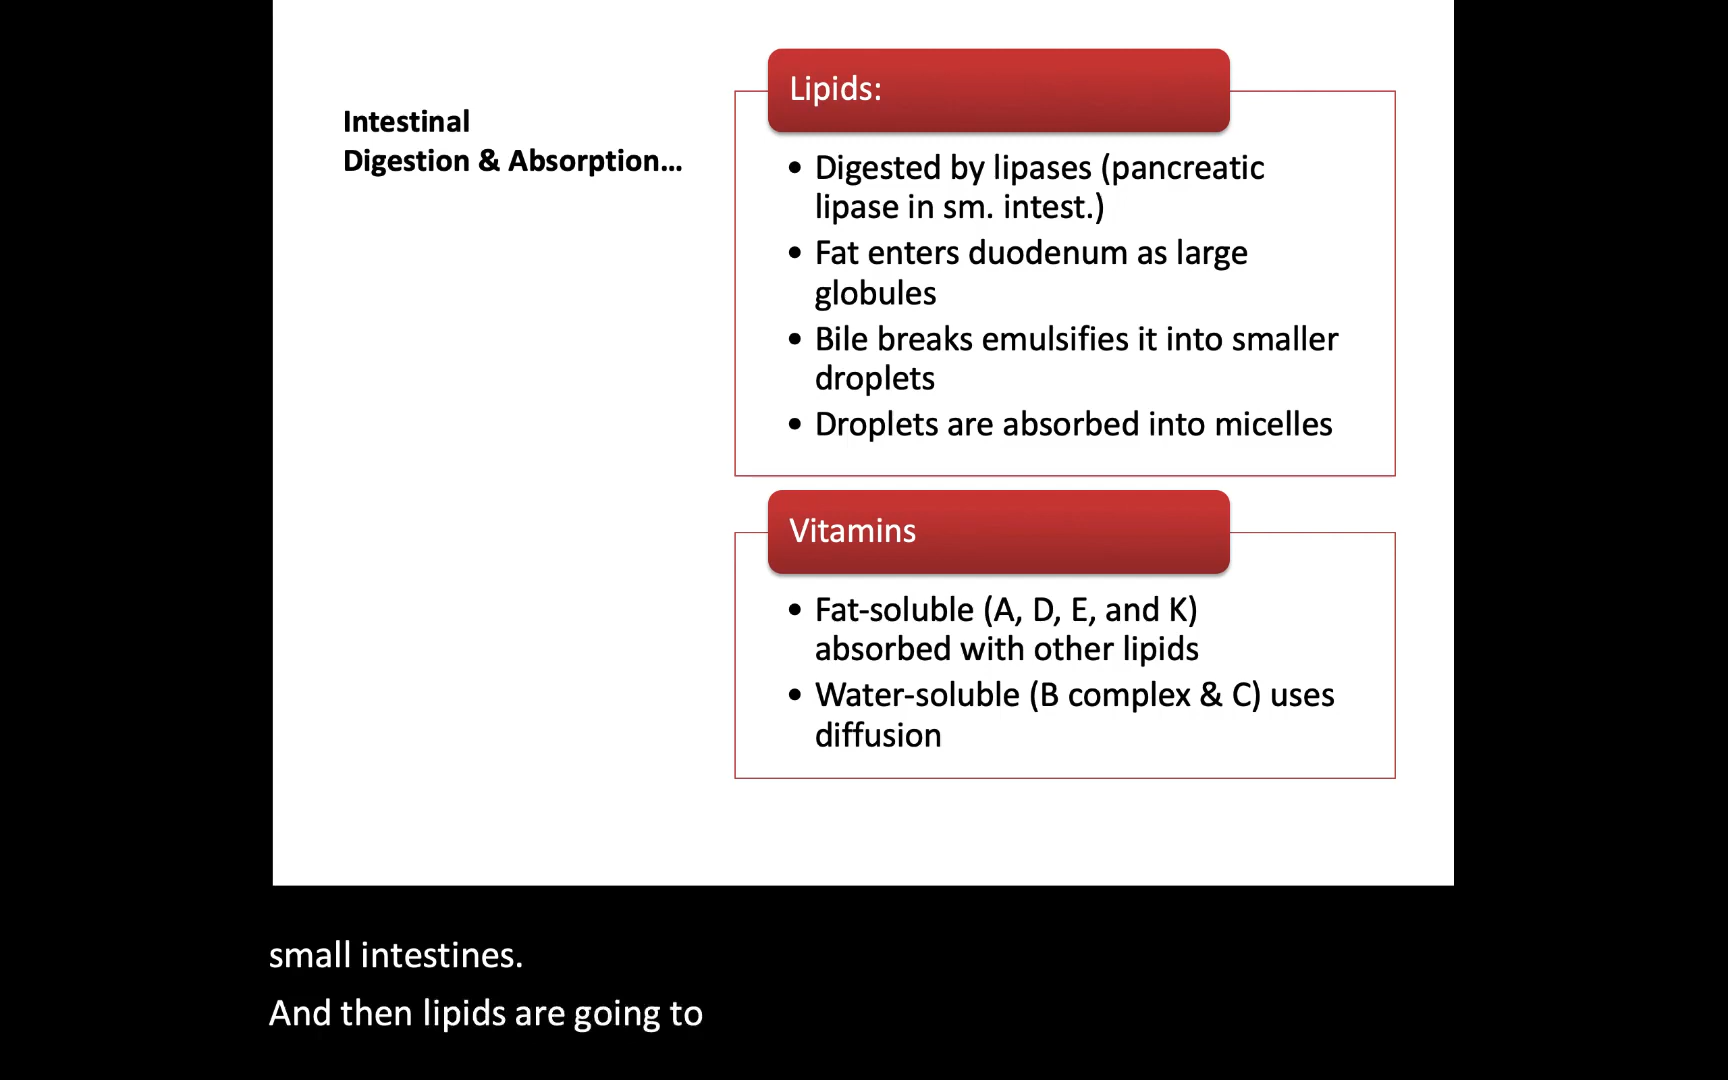 Intestinal
Digestion & Absorption...
Lipids:
• Digested by lipases (pancreatic
lipase in sm. intest.)
• Fat enters duodenum as large
globules
• Bile breaks emulsifies it into smaller
droplets
• Droplets are absorbed into micelles
Vitamins
• Fat-soluble (A, D, E, and K)
absorbed with other lipids
• Water-soluble (B complex & C) uses
diffusion
small intestines.
And then lipids are going to